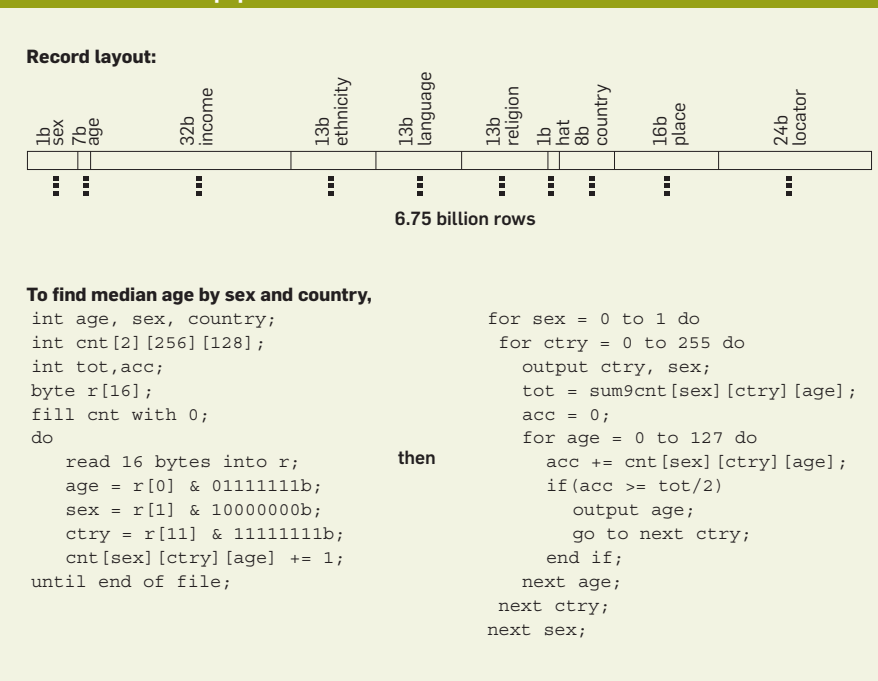 Record layout:
1b sex
7b age
32b income
13b ethnicity
13b language
13b religion
1b hat
8b country
16b place
24b locator
6.75 billion rows
To find median age by sex and country,
int age, sex, country;
int cnt[2][256][128];
int tot,acc;
byte r[16];
fill cnt with 0;
do
read 16 bytes into r;
age = r[0] & 01111111b;
sex = r[1] & 10000000b;
ctry = r[11] & 11111111b;
cnt[sex][ctry][age] += 1;
until end of file;
then
for sex = 0 to 1 do
for ctry = 0 to 255 do
output ctry, sex;
tot = sum9cnt[sex][ctry][age];
acc = 0;
for age = 0 to 127 do
acc += cnt[sex][ctry][age];
if(acc >= tot/2)
output age;
go to next ctry;
end if;
next age;
next ctry;
next sex;